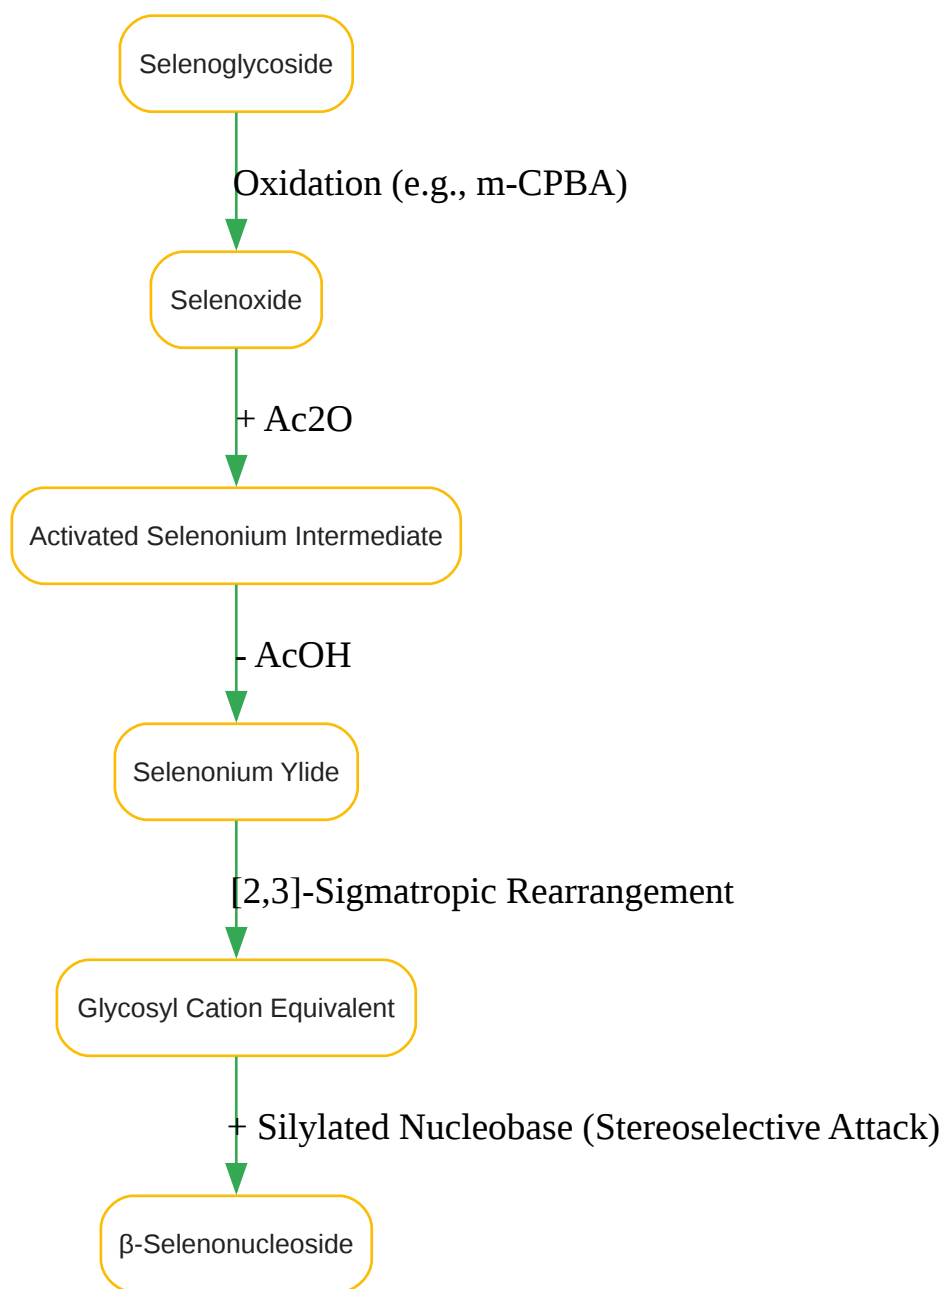 Selenoglycoside
Oxidation (e.g., m-CPBA)
Selenoxide
+ Ac2O
Activated Selenonium Intermediate
- AcOH
Selenonium Ylide
[2,3]-Sigmatropic Rearrangement
Glycosyl Cation Equivalent
+ Silylated Nucleobase (Stereoselective Attack)
β-Selenonucleoside